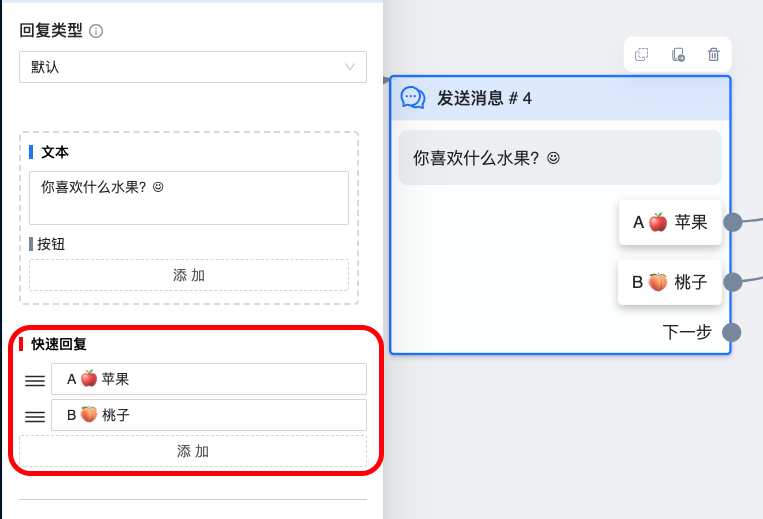 回复类型
默认
文本
你喜欢什么水果? ☺
按钮
添加
快速回复
A 🍎 苹果
B 🍑 桃子
添加
发送消息 # 4
你喜欢什么水果? ☺
A 🍎 苹果
B 🍑 桃子
下一步